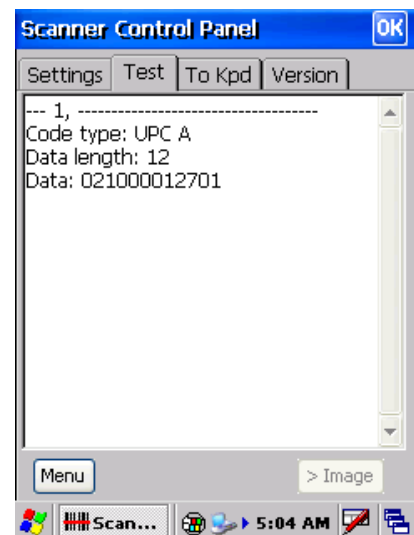 Scanner Control Panel OK
Settings Test To Kpd Version
--- 1, ------------------------------------
Code type: UPC A
Data length: 12
Data: 021000012701
Menu > Image
Scan... 5:04 AM